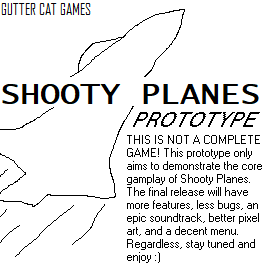 GUTTER CAT GAMES
SHOOTY PLANES
PROTOTYPE
THIS IS NOT A COMPLETE
GAME! This prototype only
aims to demonstrate the core
gamplay of Shooty Planes.
The final release will have
more features, less bugs, an
epic soundtrack, better pixel
art, and a decent menu.
Regardless, stay tuned and
enjoy :)